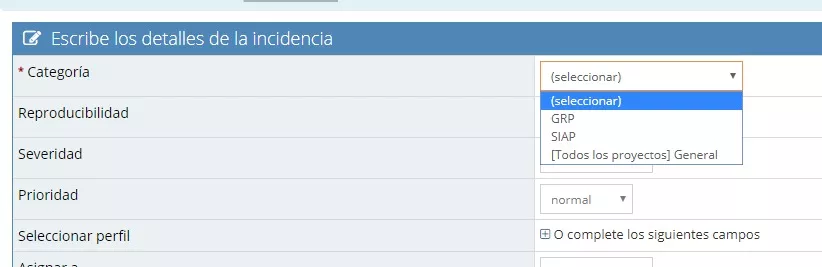 Escribe los detalles de la incidencia
* Categoría
(seleccionar)
(seleccionar)
GRP
SIAP
[Todos los proyectos] General
Reproducibilidad
Severidad
Prioridad
normal
Seleccionar perfil
O complete los siguientes campos
Asignar a